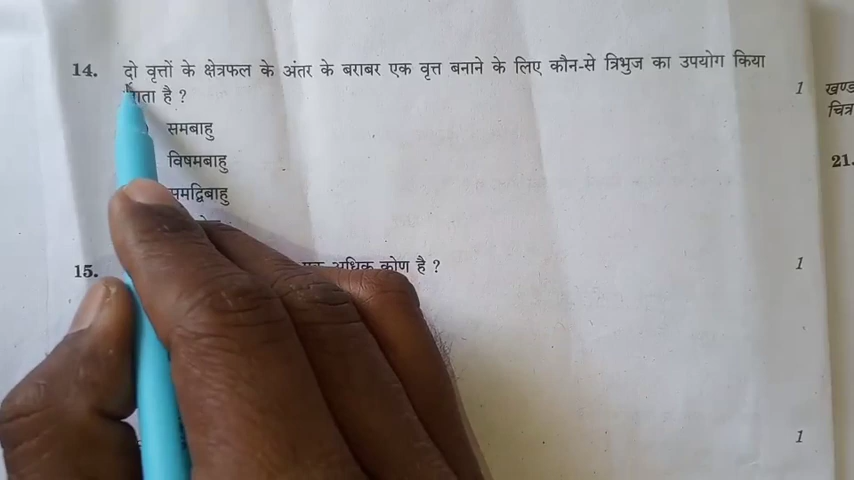 14. दो वृत्तों के क्षेत्रफल के अंतर के बराबर एक वृत्त बनाने के लिए कौन-से त्रिभुज का उपयोग किया
है ?
1
खण्ड
चित्र
समबाहु
विषमबाहु
21.
समद्विबाहु
15. अधिक कोण है ?
1
1